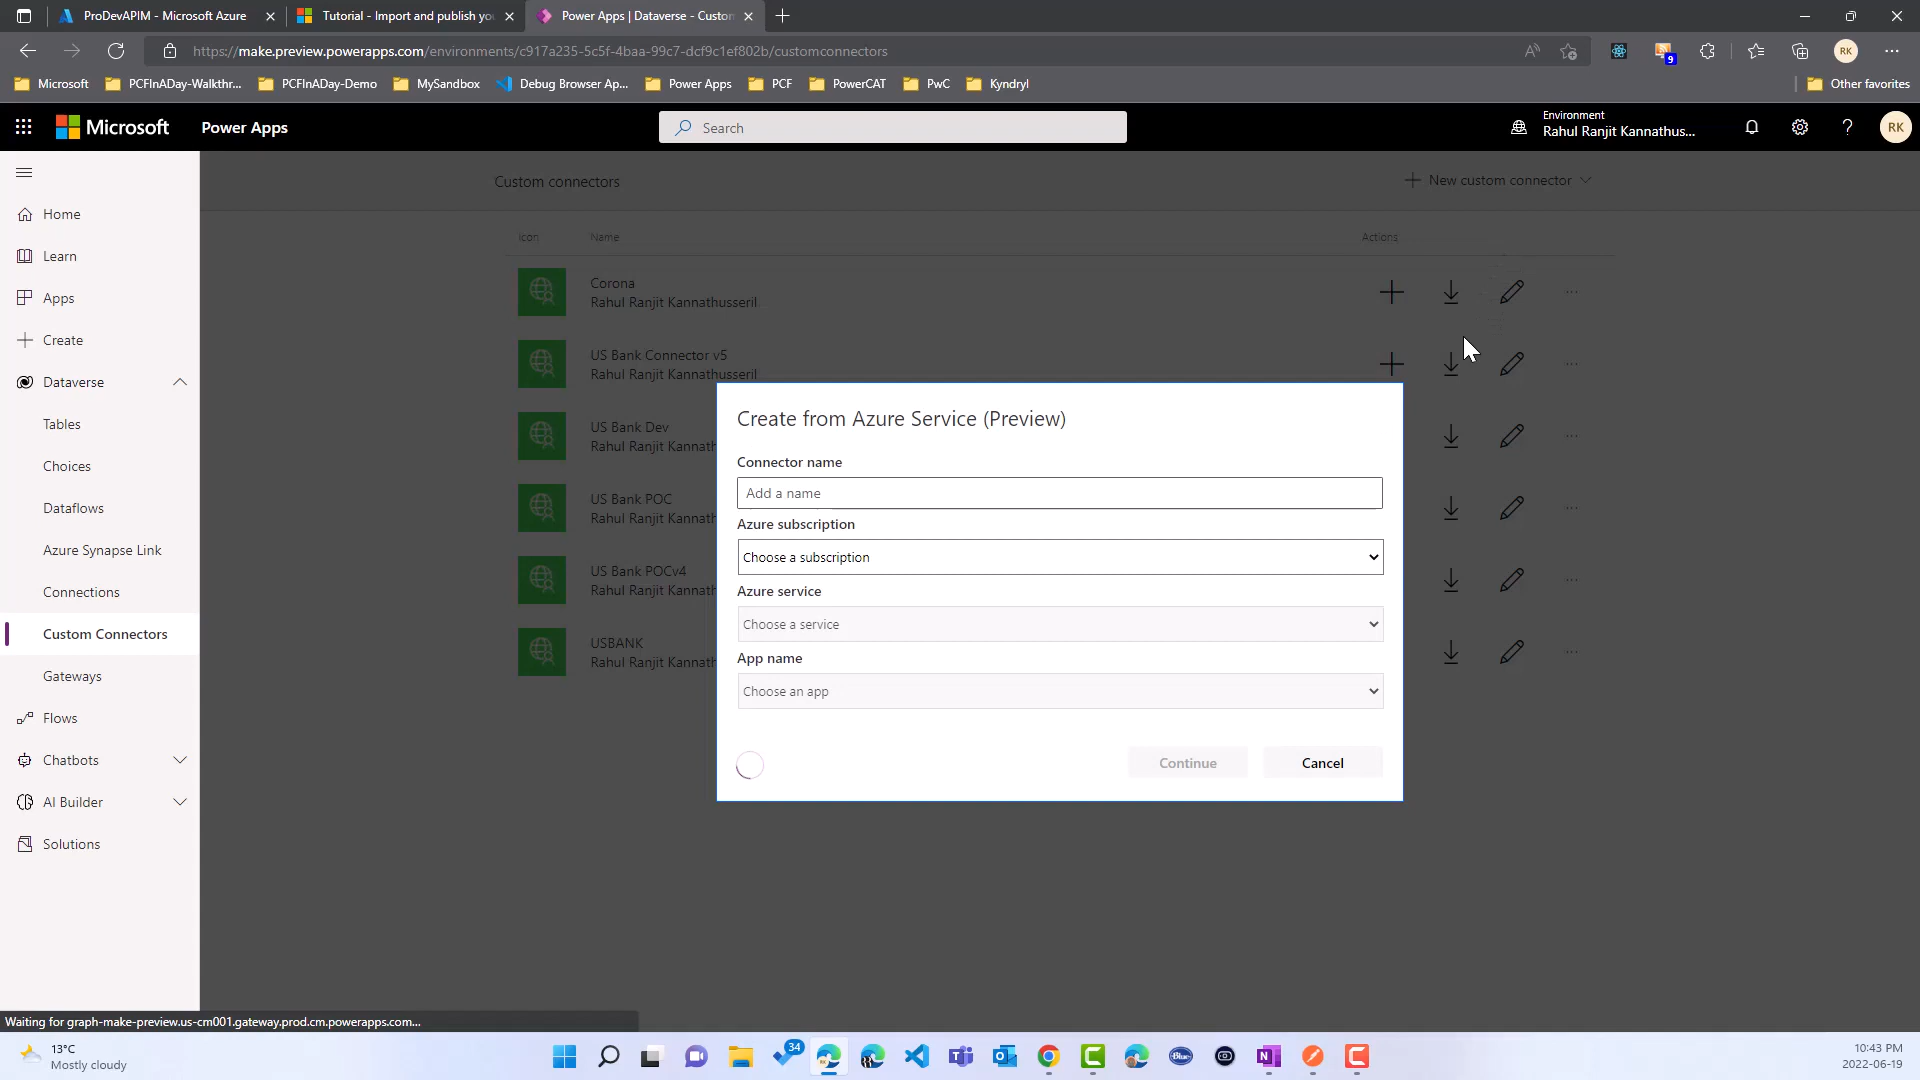 ProDevAPIM - Microsoft Azure
Tutorial - Import and publish yo
Power Apps | Dataverse - Custom
https://make.preview.powerapps.com/environments/c917a235-5c5f-4baa-99c7-dcf9c1ef802b/customconnectors
9
RK
Microsoft
PCFInADay-Walkthr...
PCFInADay-Demo
MySandbox
Debug Browser Ap...
Power Apps
PCF
PowerCAT
PwC
Kyndryl
Other favorites
Microsoft
Power Apps
Search
Environment
Rahul Ranjit Kannathus...
?
RK
Home
Learn
Apps
Create
Dataverse
Tables
Choices
Dataflows
Azure Synapse Link
Connections
Custom Connectors
Gateways
Flows
Chatbots
AI Builder
Solutions
Custom connectors
New custom connector
Icon
Name
Actions
Corona
Rahul Ranjit Kannathusseril
US Bank Connector v5
Rahul Ranjit Kannathusseril
US Bank Dev
Rahul Ranjit Kannat
US Bank POC
Rahul Ranjit Kannat
US Bank POCv4
Rahul Ranjit Kannat
USBANK
Rahul Ranjit Kannat
Create from Azure Service (Preview)
Connector name
Add a name
Azure subscription
Choose a subscription
Azure service
Choose a service
App name
Choose an app
Continue
Cancel
Waiting for graph-make-preview.us-cm001.gateway.prod.cm.powerapps.com...
13°C
Mostly cloudy
34
Blue
10:43 PM
2022-06-19